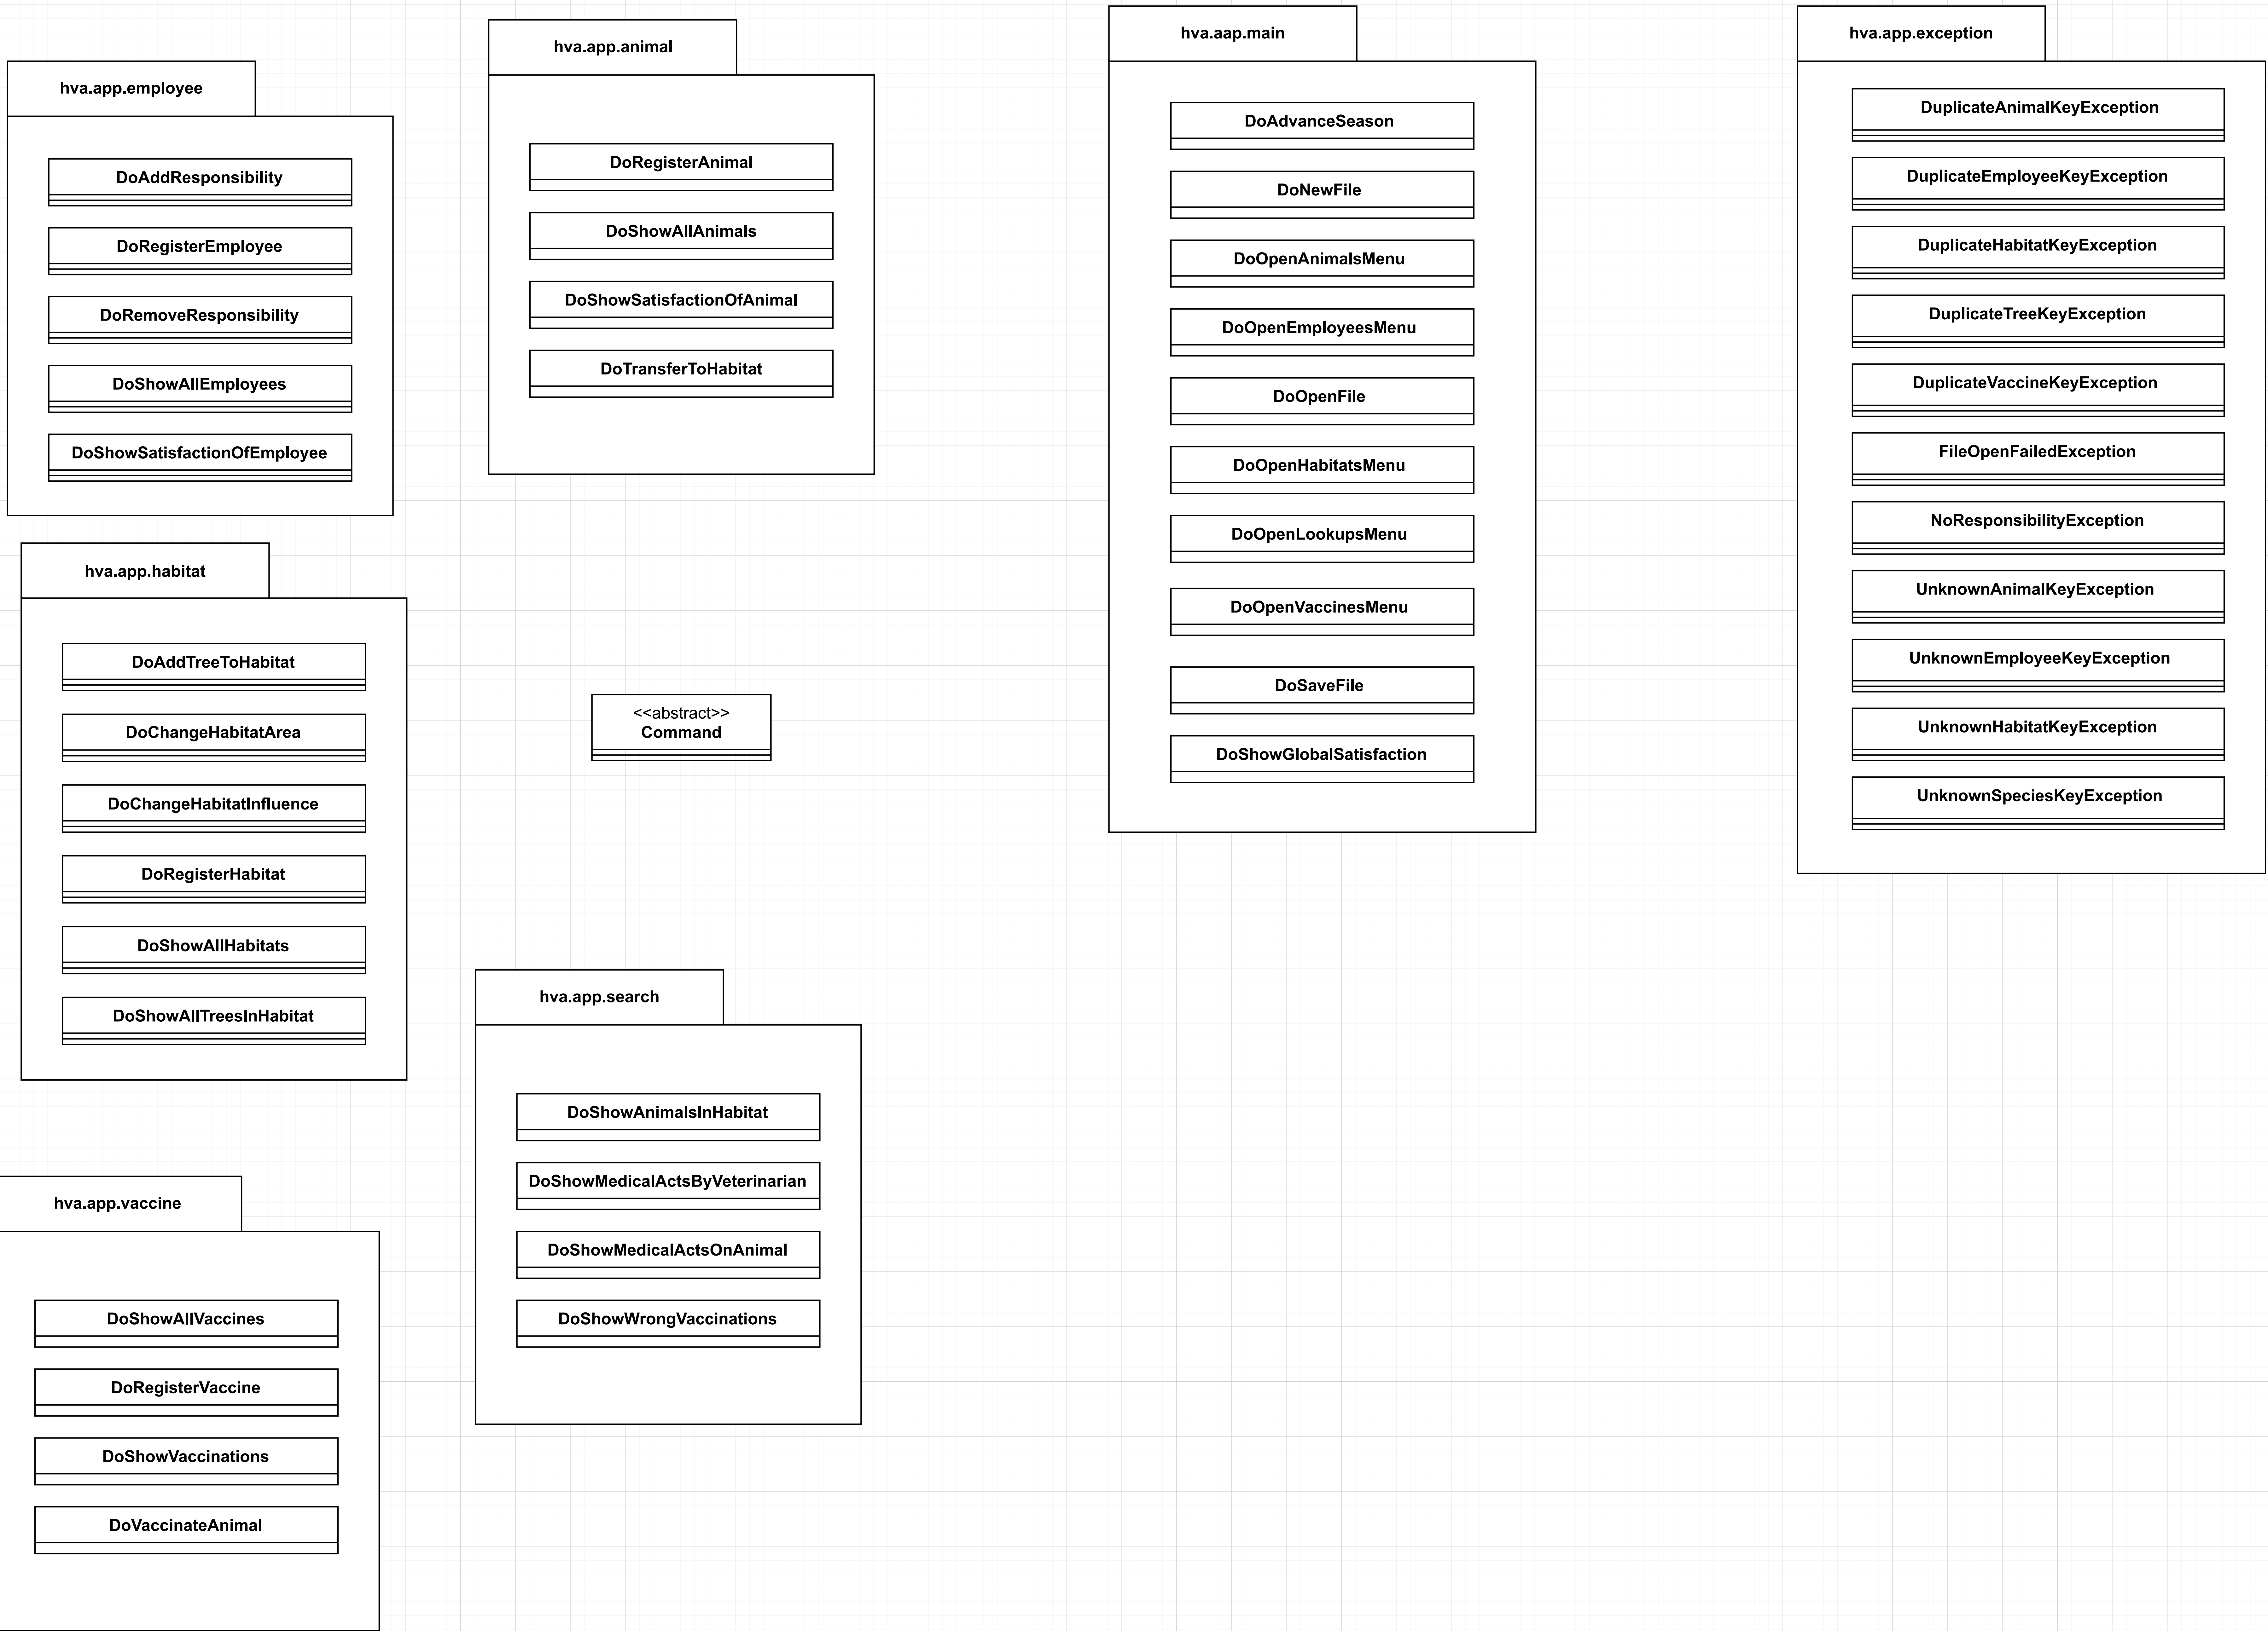 hva.app.employee
DoAddResponsibility
DoRegisterEmployee
DoRemoveResponsibility
DoShowAllEmployees
DoShowSatisfactionOfEmployee
hva.app.animal
DoRegisterAnimal
DoShowAllAnimals
DoShowSatisfactionOfAnimal
DoTransferToHabitat
hva.aap.main
DoAdvanceSeason
DoNewFile
DoOpenAnimalsMenu
DoOpenEmployeesMenu
DoOpenFile
DoOpenHabitatsMenu
DoOpenLookupsMenu
DoOpenVaccinesMenu
DoSaveFile
DoShowGlobalSatisfaction
hva.app.exception
DuplicateAnimalKeyException
DuplicateEmployeeKeyException
DuplicateHabitatKeyException
DuplicateTreeKeyException
DuplicateVaccineKeyException
FileOpenFailedException
NoResponsibilityException
UnknownAnimalKeyException
UnknownEmployeeKeyException
UnknownHabitatKeyException
UnknownSpeciesKeyException
hva.app.habitat
DoAddTreeToHabitat
DoChangeHabitatArea
DoChangeHabitatInfluence
DoRegisterHabitat
DoShowAllHabitats
DoShowAllTreesInHabitat
<<abstract>>
Command
hva.app.search
DoShowAnimalsInHabitat
DoShowMedicalActsByVeterinarian
DoShowMedicalActsOnAnimal
DoShowWrongVaccinations
hva.app.vaccine
DoShowAllVaccines
DoRegisterVaccine
DoShowVaccinations
DoVaccinateAnimal